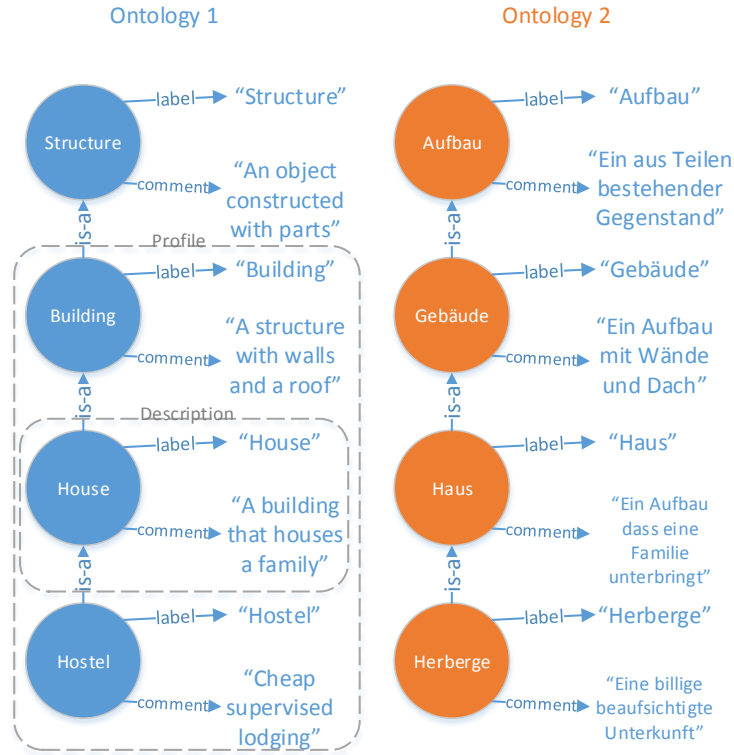 Ontology 1
Structure
label
“Structure”
comment
“An object
constructed
with parts”
is-a
Profile
Building
label
“Building”
comment
“A structure
with walls
and a roof”
is-a
Description
House
label
“House”
comment
“A building
that houses
a family”
is-a
Hostel
label
“Hostel”
comment
“Cheap
supervised
lodging”
Ontology 2
Aufbau
label
“Aufbau”
comment
“Ein aus Teilen
bestehender
Gegenstand”
is-a
Gebäude
label
“Gebäude”
comment
“Ein Aufbau
mit Wände
und Dach”
is-a
Haus
label
“Haus”
comment
“Ein Aufbau
dass eine
Familie
unterbringt”
is-a
Herberge
label
“Herberge”
comment
“Eine billige
beaufsichtigte
Unterkunft”